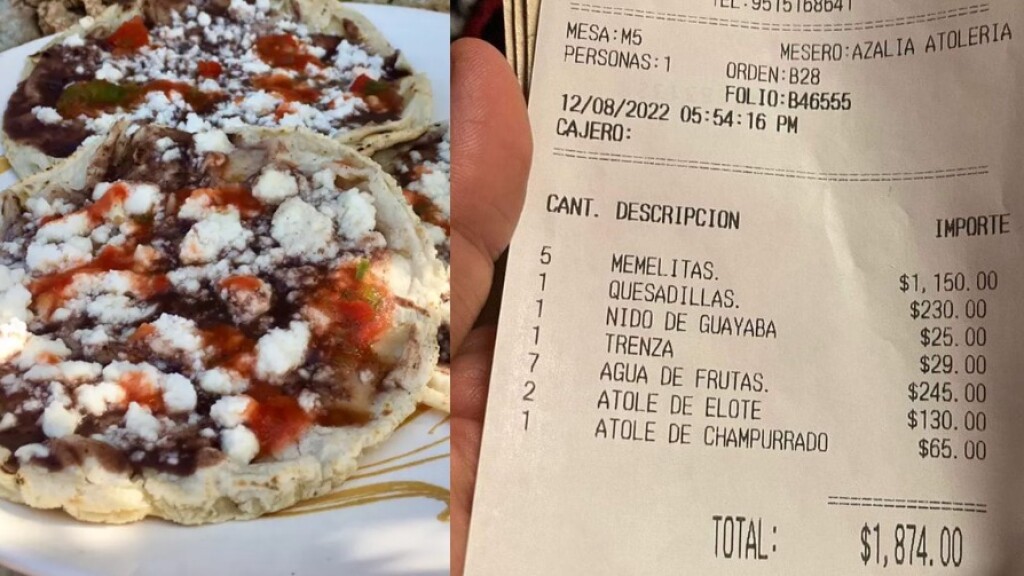 TEL:9515168641
MESA:M5
MESERO:AZALIA ATOLERIA
PERSONAS:1
ORDEN:B28
FOLIO:B46555
12/08/2022 05:54:16 PM
CAJERO:
CANT. DESCRIPCION IMPORTE
5 MEMELITAS. $1,150.00
1 QUESADILLAS. $230.00
1 NIDO DE GUAYABA $25.00
1 TRENZA $29.00
7 AGUA DE FRUTAS. $245.00
2 ATOLE DE ELOTE $130.00
1 ATOLE DE CHAMPURRADO $65.00
TOTAL: $1,874.00